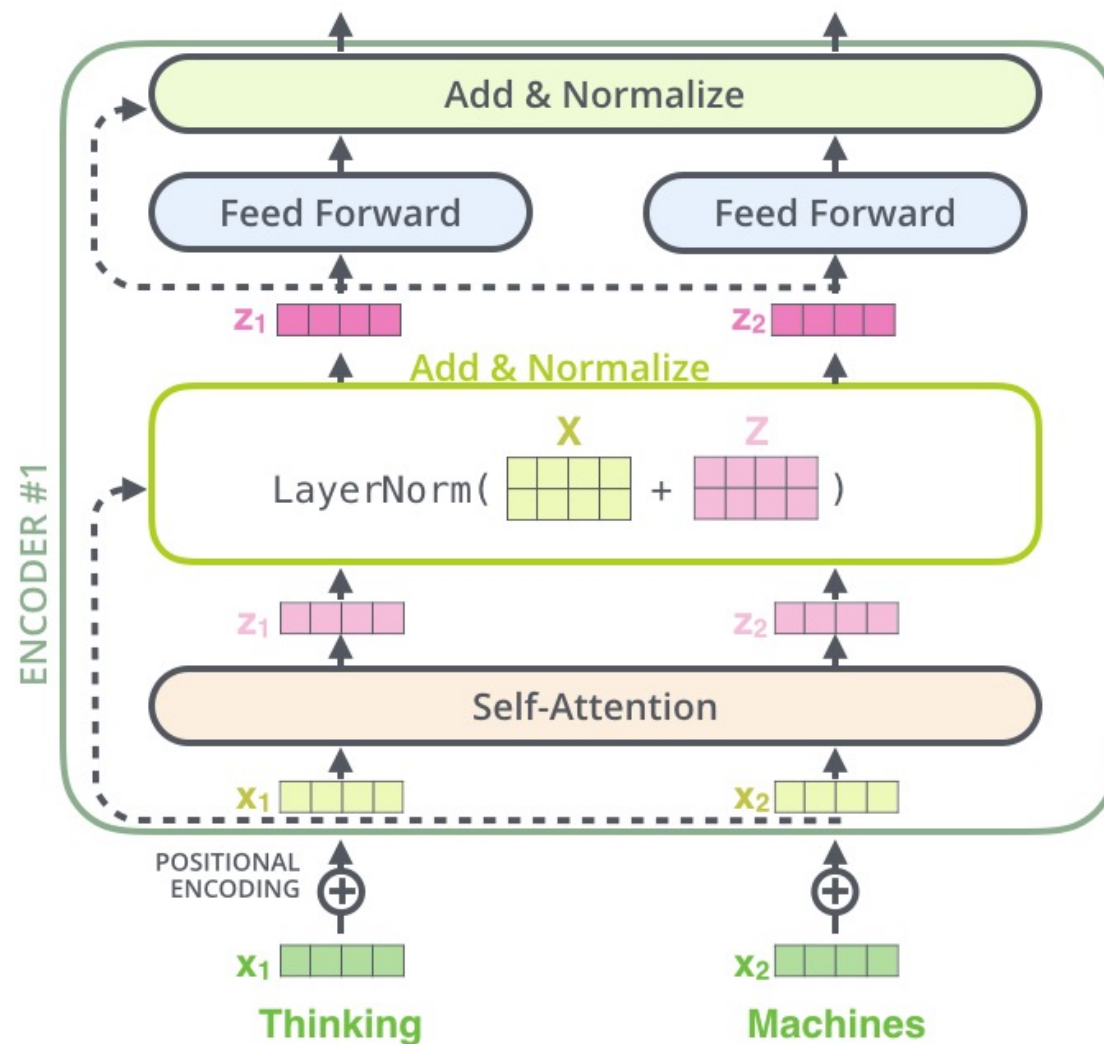 Add & Normalize
Feed Forward
Feed Forward
z1
z2
Add & Normalize
X
Z
LayerNorm( + )
ENCODER #1
z1
z2
Self-Attention
x1
x2
POSITIONAL
ENCODING
+
+
x1
x2
Thinking
Machines